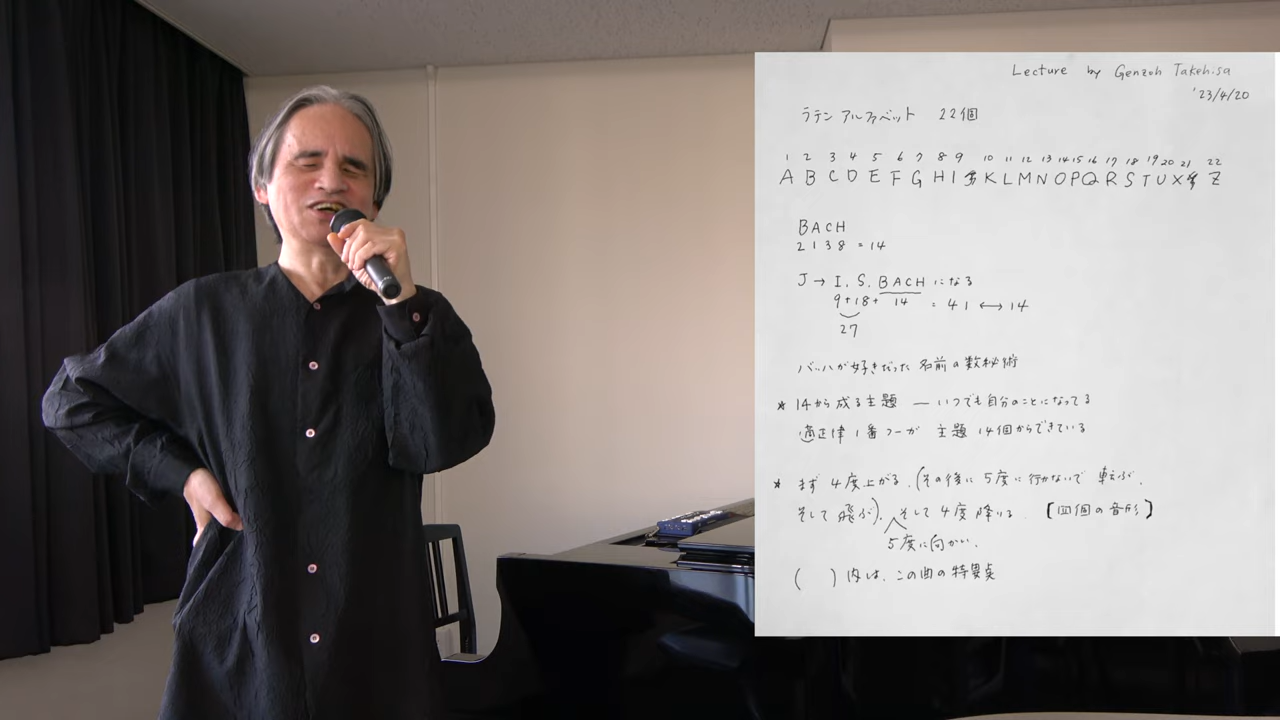 Lecture by Genzoh Takehisa
'23/4/20
ラテン アルファベット 22個
1 2 3 4 5 6 7 8 9 10 11 12 13 14 15 16 17 18 19 20 21 22
A B C D E F G H I K L M N O P Q R S T U X Z
BACH
2 1 3 8 = 14
J → I. S. BACH になる
9+18+ 14 = 41 ↔ 14
27
バッハが好きだった 名前の数秘術
* 14から成る主題 — いつでも自分のことになってる
適正律 1番フーガ 主題 14個からできている
* まず 4度上がる.(その後に 5度に行かないで 転ぶ.
そして飛ぶ). そして 4度 降りる. [四個の音形]
5度に向かい.
( ) 内は、この曲の特異点